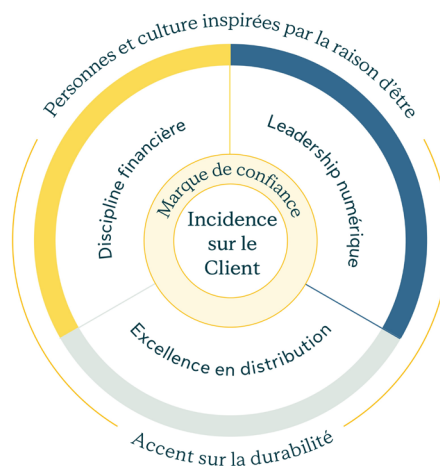 Personnes et culture inspirées par la raison d'être
Discipline financière
Leadership numérique
Marque de confiance
Incidence
sur le
Client
Excellence en distribution
Accent sur la durabilité